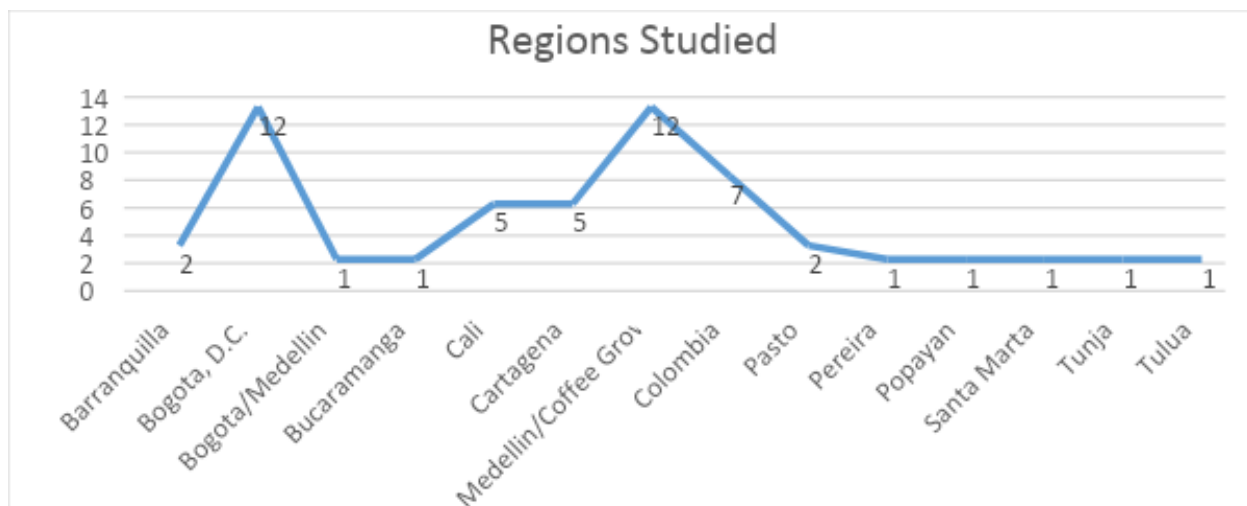 Regions Studied
14
12
10
8
6
4
2
0
2
12
1
1
5
5
12
7
2
1
1
1
1
1
Barranquilla
Bogota, D.C.
Bogota/Medellin
Bucaramanga
Cali
Cartagena
Medellin/Coffee Grov
Colombia
Pasto
Pereira
Popayan
Santa Marta
Tunja
Tulua